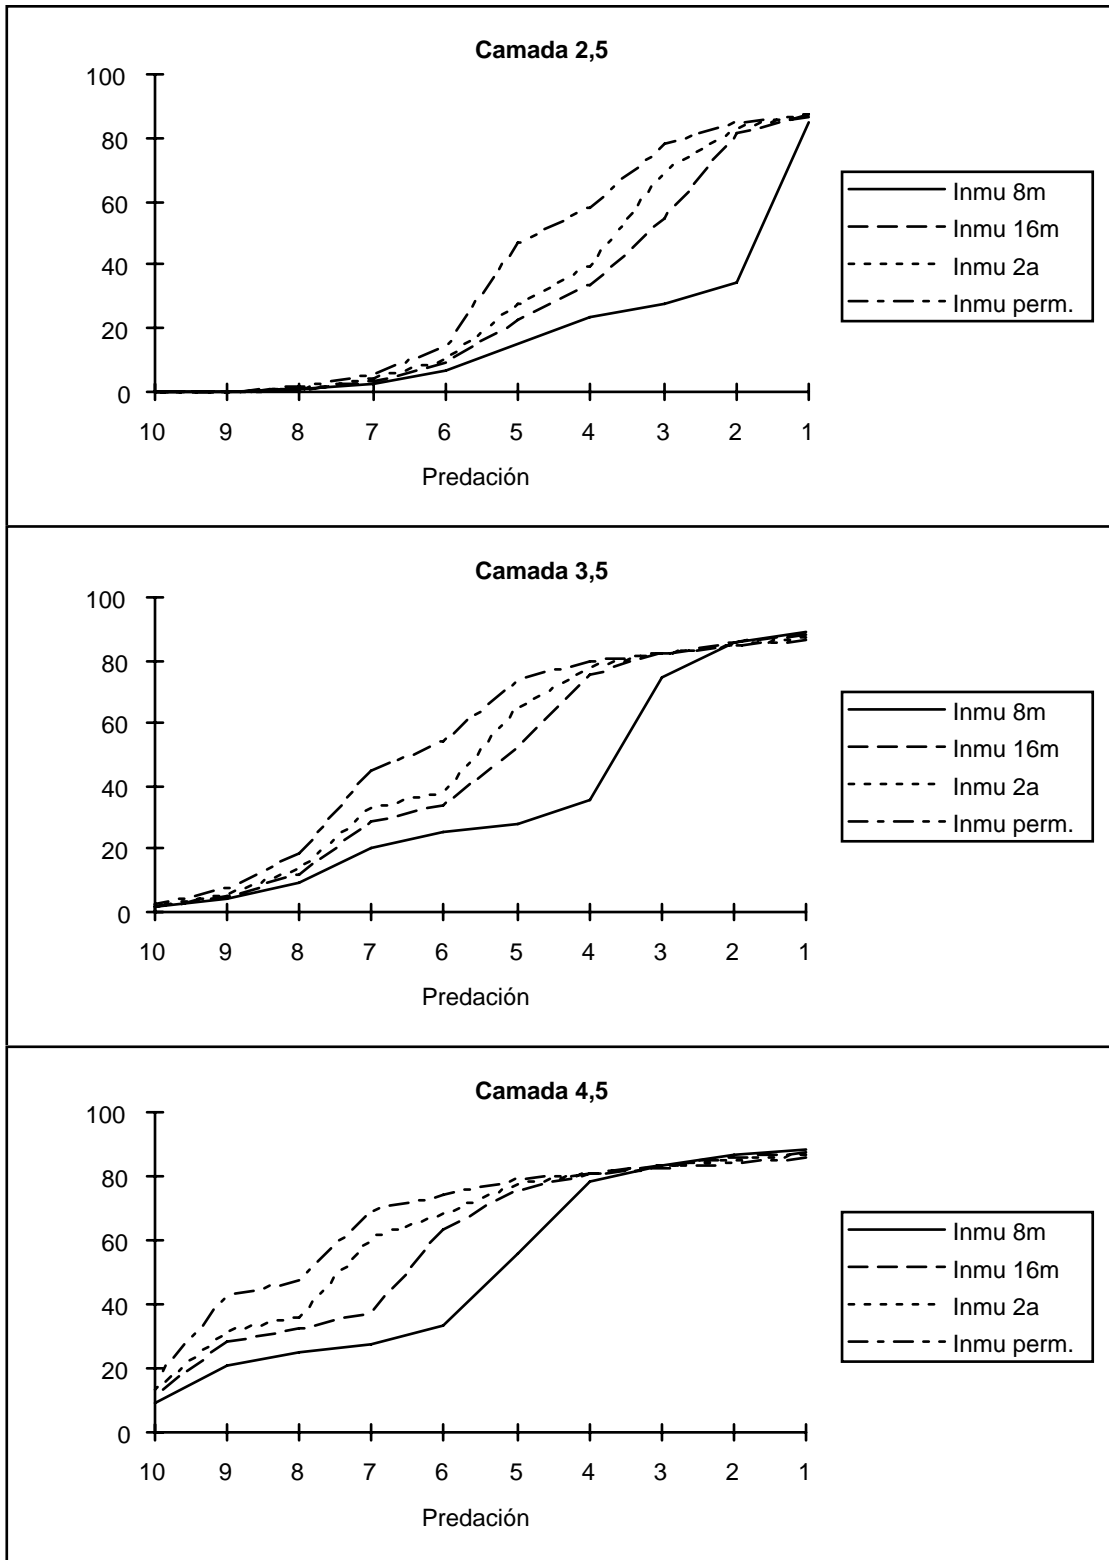 Camada 2,5
100
80
60
40
20
0
10 9 8 7 6 5 4 3 2 1
Predación
Inmu 8m
Inmu 16m
Inmu 2a
Inmu perm.
Camada 3,5
100
80
60
40
20
0
10 9 8 7 6 5 4 3 2 1
Predación
Inmu 8m
Inmu 16m
Inmu 2a
Inmu perm.
Camada 4,5
100
80
60
40
20
0
10 9 8 7 6 5 4 3 2 1
Predación
Inmu 8m
Inmu 16m
Inmu 2a
Inmu perm.